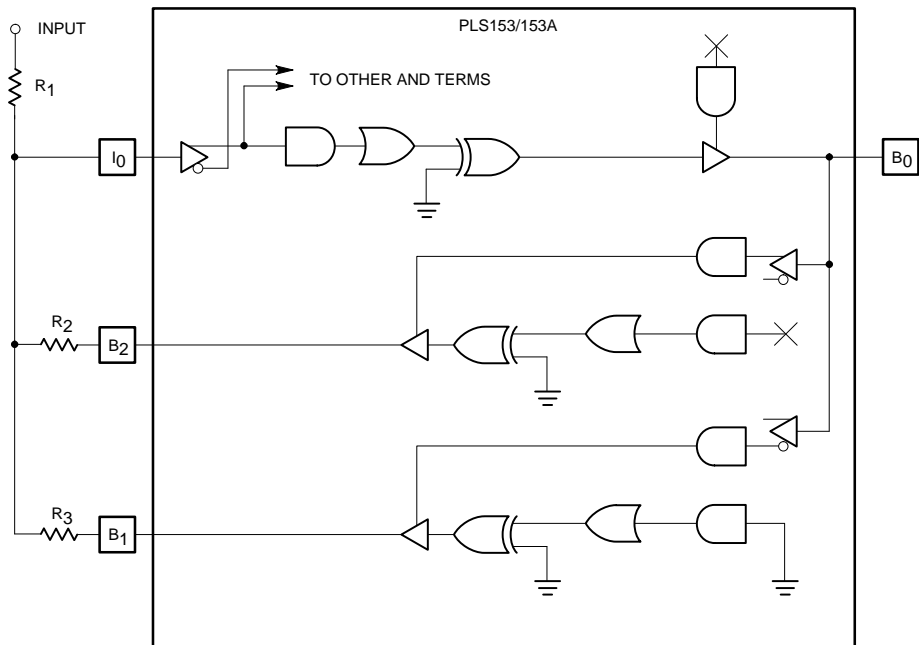 INPUT
PLS153/153A
R1
TO OTHER AND TERMS
I0
B0
R2
B2
R3
B1